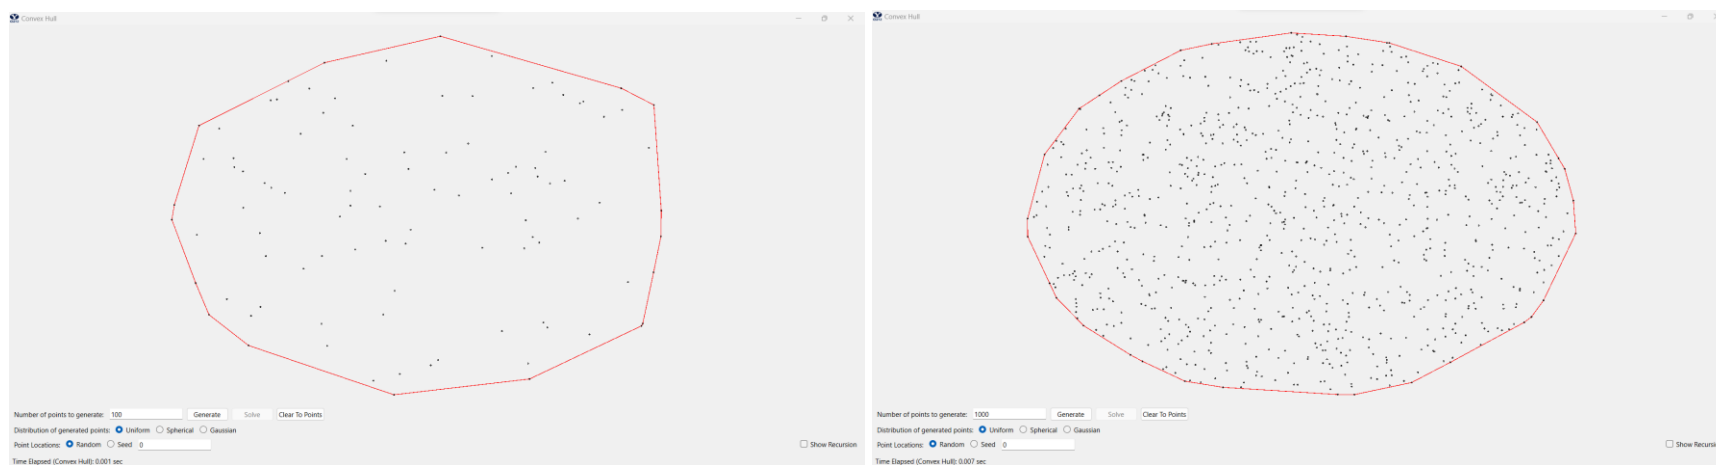 Convex Hull
Number of points to generate: 100 Generate Solve Clear To Points
Distribution of generated points: Uniform Spherical Gaussian
Point Locations: Random Seed 0
Show Recursion
Time Elapsed (Convex Hull): 0.001 sec
Convex Hull
Number of points to generate: 1000 Generate Solve Clear To Points
Distribution of generated points: Uniform Spherical Gaussian
Point Locations: Random Seed 0
Show Recursi
Time Elapsed (Convex Hull): 0.007 sec